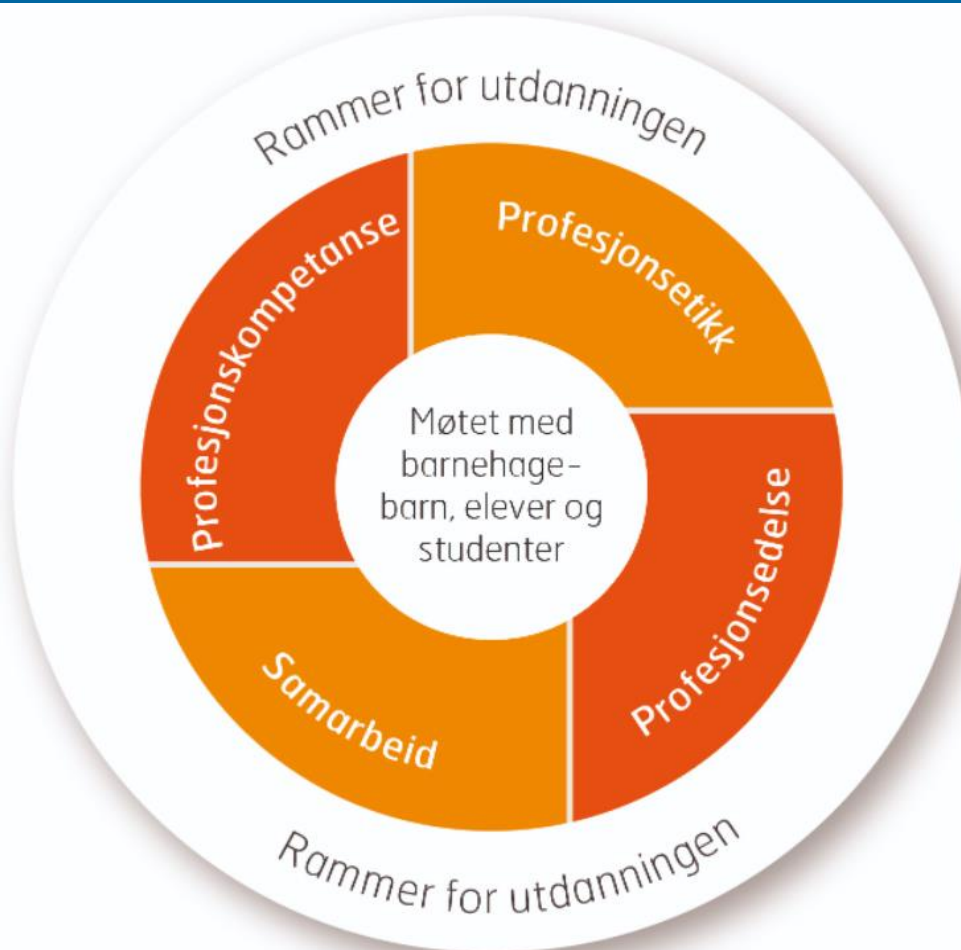 Rammer for utdanningen
Profesjonskompetanse
Profesjonsetikk
Møtet med
barnehage-
barn, elever og
studenter
Profesjonsedelse
Samarbeid
Rammer for utdanningen